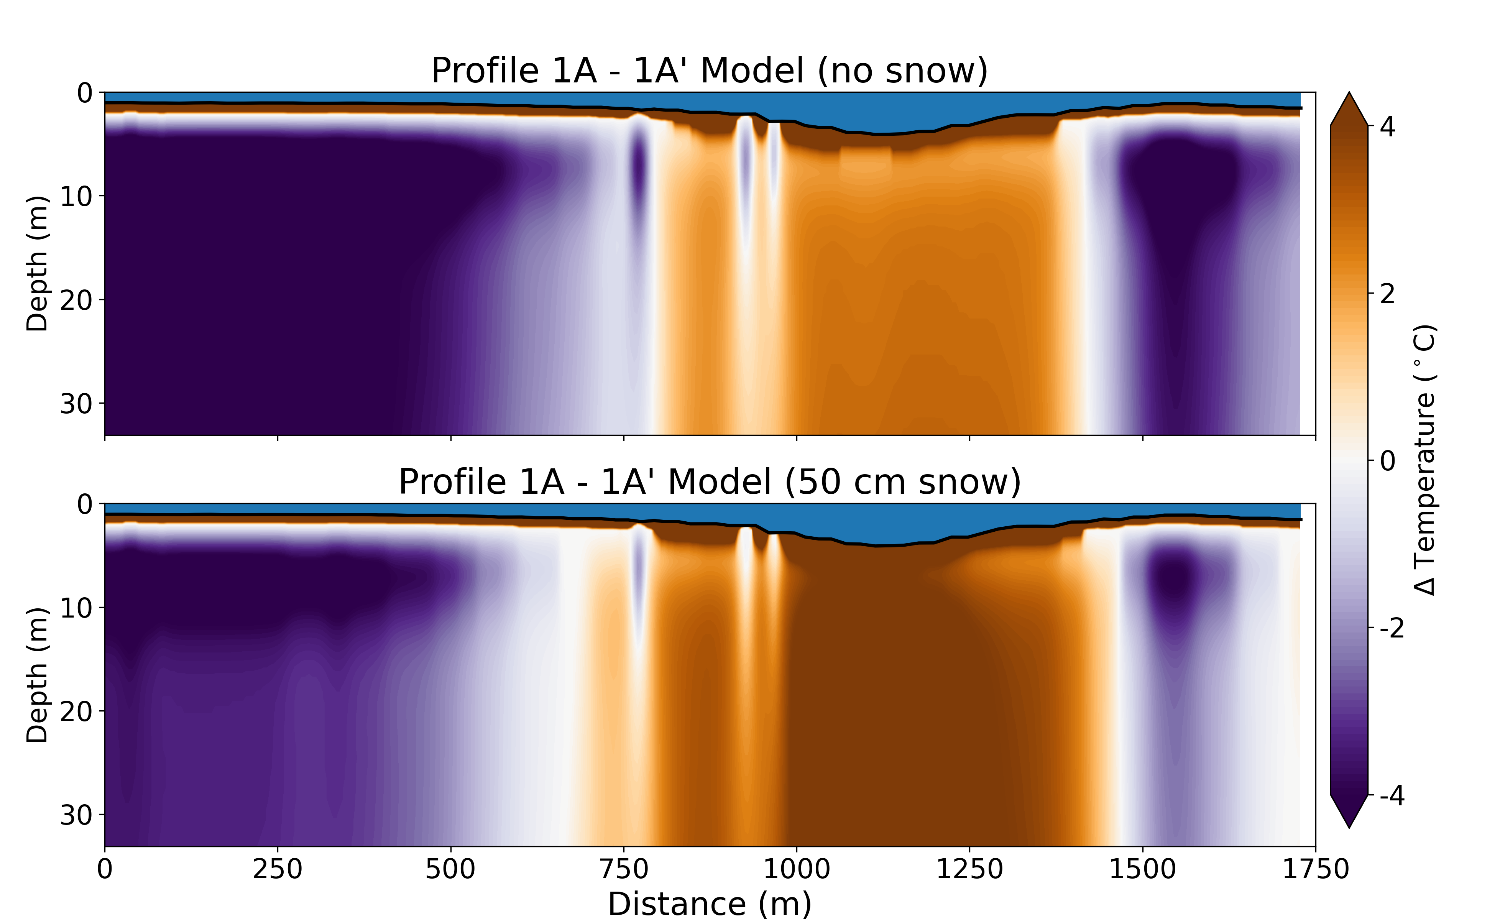 Profile 1A - 1A' Model (no snow)
0
10
20
30
Depth (m)
Profile 1A - 1A' Model (50 cm snow)
0
10
20
30
Depth (m)
0 250 500 750 1000 1250 1500 1750
Distance (m)
4
2
0
-2
-4
Δ Temperature (°C)